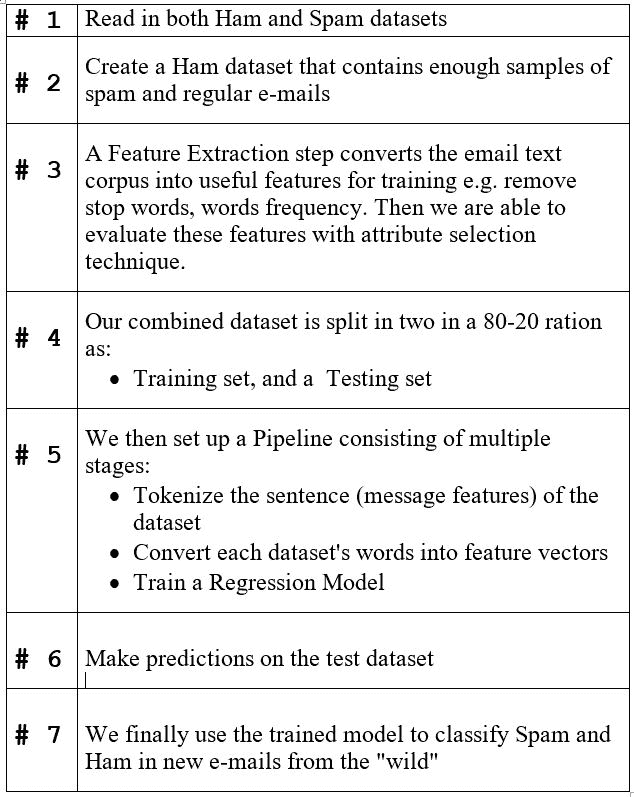 # 1 Read in both Ham and Spam datasets
# 2 Create a Ham dataset that contains enough samples of
spam and regular e-mails
# 3 A Feature Extraction step converts the email text
corpus into useful features for training e.g. remove
stop words, words frequency. Then we are able to
evaluate these features with attribute selection
technique.
# 4 Our combined dataset is split in two in a 80-20 ration
as:
• Training set, and a Testing set
# 5 We then set up a Pipeline consisting of multiple
stages:
• Tokenize the sentence (message features) of the
dataset
• Convert each dataset's words into feature vectors
• Train a Regression Model
# 6 Make predictions on the test dataset
# 7 We finally use the trained model to classify Spam and
Ham in new e-mails from the "wild"